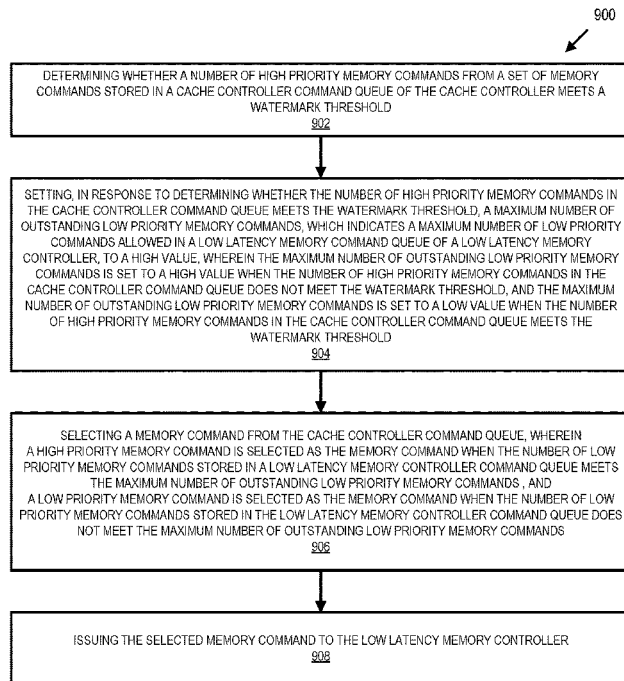 900
DETERMINING WHETHER A NUMBER OF HIGH PRIORITY MEMORY COMMANDS FROM A SET OF MEMORY
COMMANDS STORED IN A CACHE CONTROLLER COMMAND QUEUE OF THE CACHE CONTROLLER MEETS A
WATERMARK THRESHOLD
902
SETTING, IN RESPONSE TO DETERMINING WHETHER THE NUMBER OF HIGH PRIORITY MEMORY COMMANDS IN
THE CACHE CONTROLLER COMMAND QUEUE MEETS THE WATERMARK THRESHOLD, A MAXIMUM NUMBER OF
OUTSTANDING LOW PRIORITY MEMORY COMMANDS, WHICH INDICATES A MAXIMUM NUMBER OF LOW PRIORITY
COMMANDS ALLOWED IN A LOW LATENCY MEMORY COMMAND QUEUE OF A LOW LATENCY MEMORY
CONTROLLER, TO A HIGH VALUE, WHEREIN THE MAXIMUM NUMBER OF OUTSTANDING LOW PRIORITY MEMORY
COMMANDS IS SET TO A HIGH VALUE WHEN THE NUMBER OF HIGH PRIORITY MEMORY COMMANDS IN THE
CACHE CONTROLLER COMMAND QUEUE DOES NOT MEET THE WATERMARK THRESHOLD, AND THE MAXIMUM
NUMBER OF OUTSTANDING LOW PRIORITY MEMORY COMMANDS IS SET TO A LOW VALUE WHEN THE NUMBER
OF HIGH PRIORITY MEMORY COMMANDS IN THE CACHE CONTROLLER COMMAND QUEUE MEETS THE
WATERMARK THRESHOLD
904
SELECTING A MEMORY COMMAND FROM THE CACHE CONTROLLER COMMAND QUEUE, WHEREIN
A HIGH PRIORITY MEMORY COMMAND IS SELECTED AS THE MEMORY COMMAND WHEN THE NUMBER OF LOW
PRIORITY MEMORY COMMANDS STORED IN A LOW LATENCY MEMORY CONTROLLER COMMAND QUEUE MEETS
THE MAXIMUM NUMBER OF OUTSTANDING LOW PRIORITY MEMORY COMMANDS , AND
A LOW PRIORITY MEMORY COMMAND IS SELECTED AS THE MEMORY COMMAND WHEN THE NUMBER OF LOW
PRIORITY MEMORY COMMANDS STORED IN THE LOW LATENCY MEMORY CONTROLLER COMMAND QUEUE DOES
NOT MEET THE MAXIMUM NUMBER OF OUTSTANDING LOW PRIORITY MEMORY COMMANDS
906
ISSUING THE SELECTED MEMORY COMMAND TO THE LOW LATENCY MEMORY CONTROLLER
908